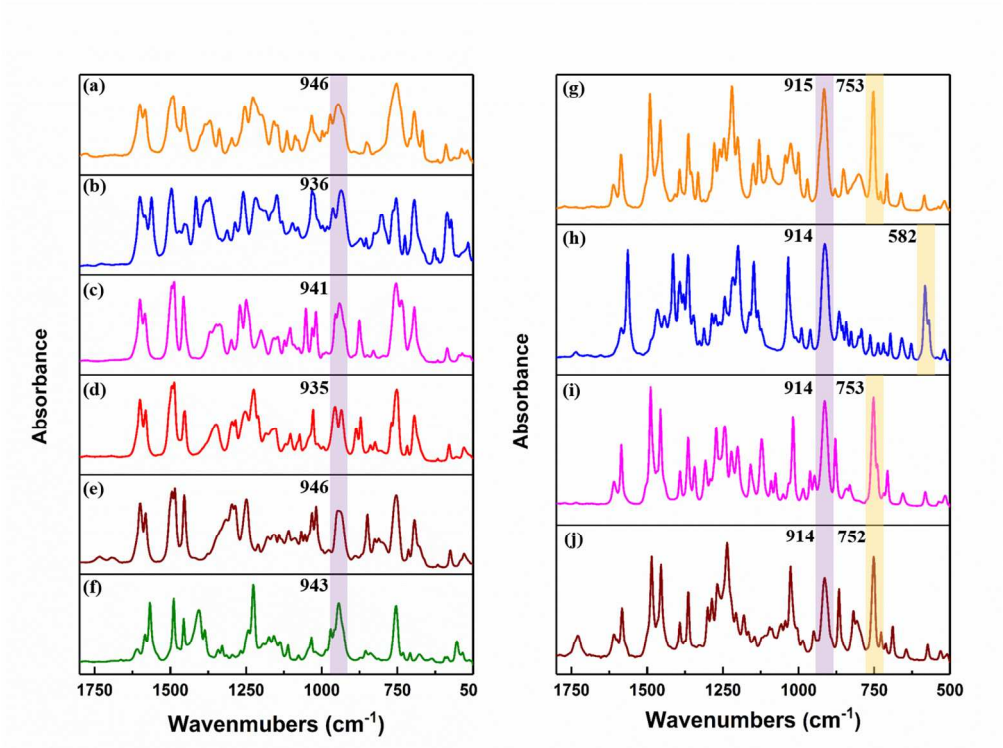 (a) 946
(b) 936
(c) 941
(d) 935
(e) 946
(f) 943
1750 1500 1250 1000 750 50
Wavenmubers (cm-1)
Absorbance
(g) 915 753
(h) 914 582
(i) 914 753
(j) 914 752
1750 1500 1250 1000 750 500
Wavenumbers (cm-1)
Absorbance